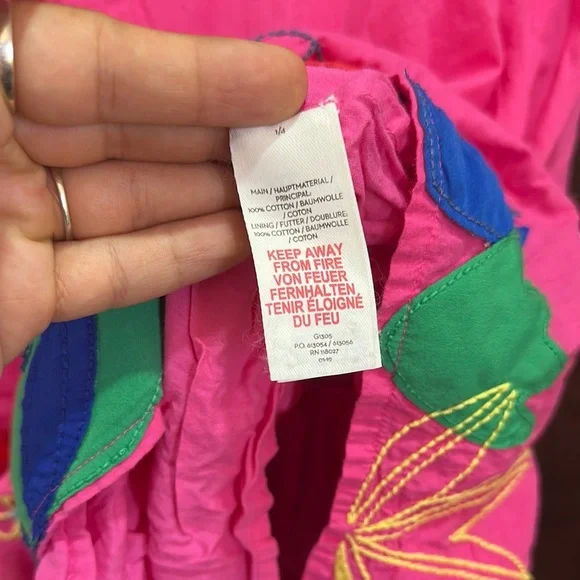 1/4
MAIN / HAUPTMATERIAL /
PRINCIPAL:
100% COTTON / BAUMWOLLE
/ COTON
LINING / FUTTER / DOUBLURE:
100% COTTON / BAUMWOLLE
/ COTON
KEEP AWAY
FROM FIRE
VON FEUER
FERNHALTEN
TENIR ÉLOIGNÉ
DU FEU
G1305
P.O. 613054 / 613056
RN 118027